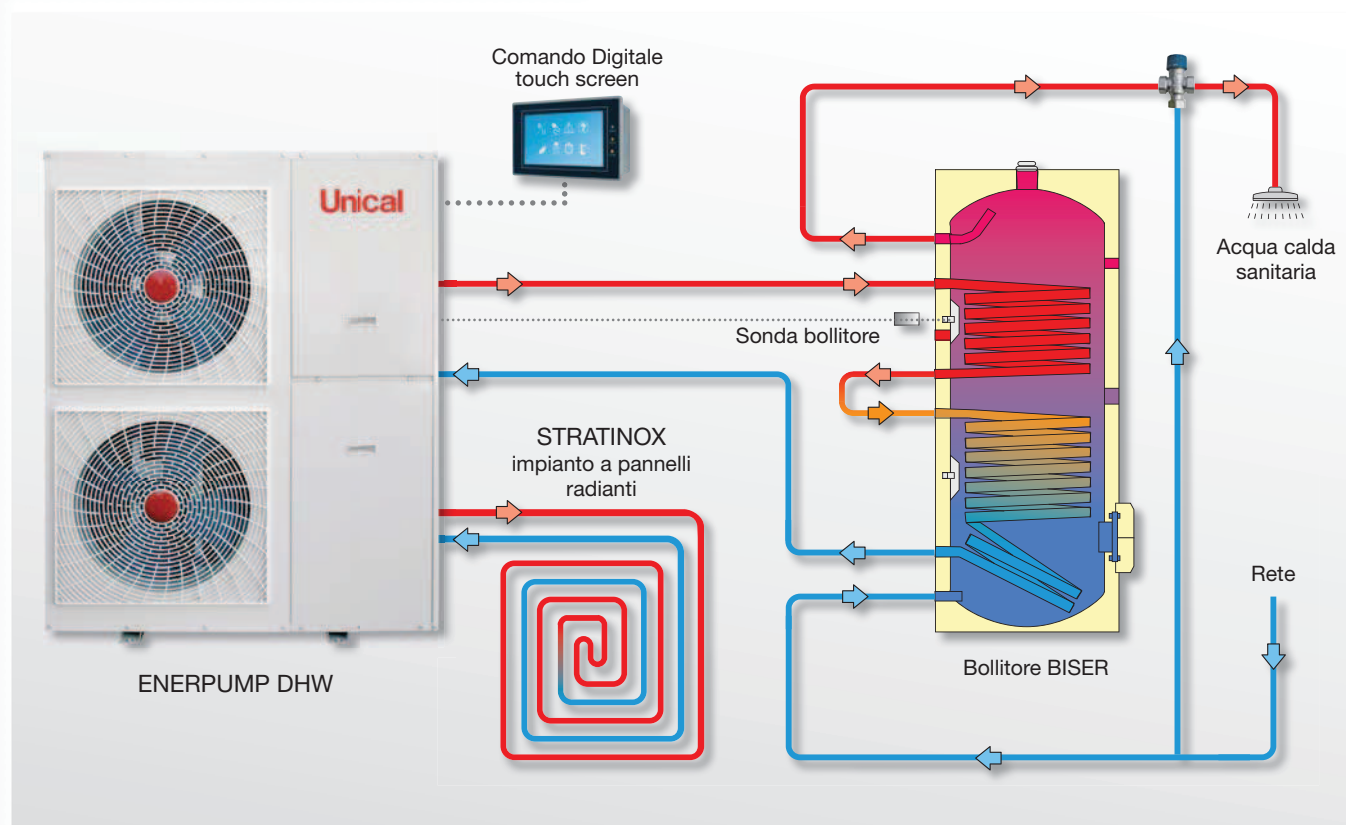 Comando Digitale
touch screen
Unical
Acqua calda
sanitaria
Sonda bollitore
STRATINOX
impianto a pannelli
radianti
Rete
Bollitore BISER
ENERPUMP DHW